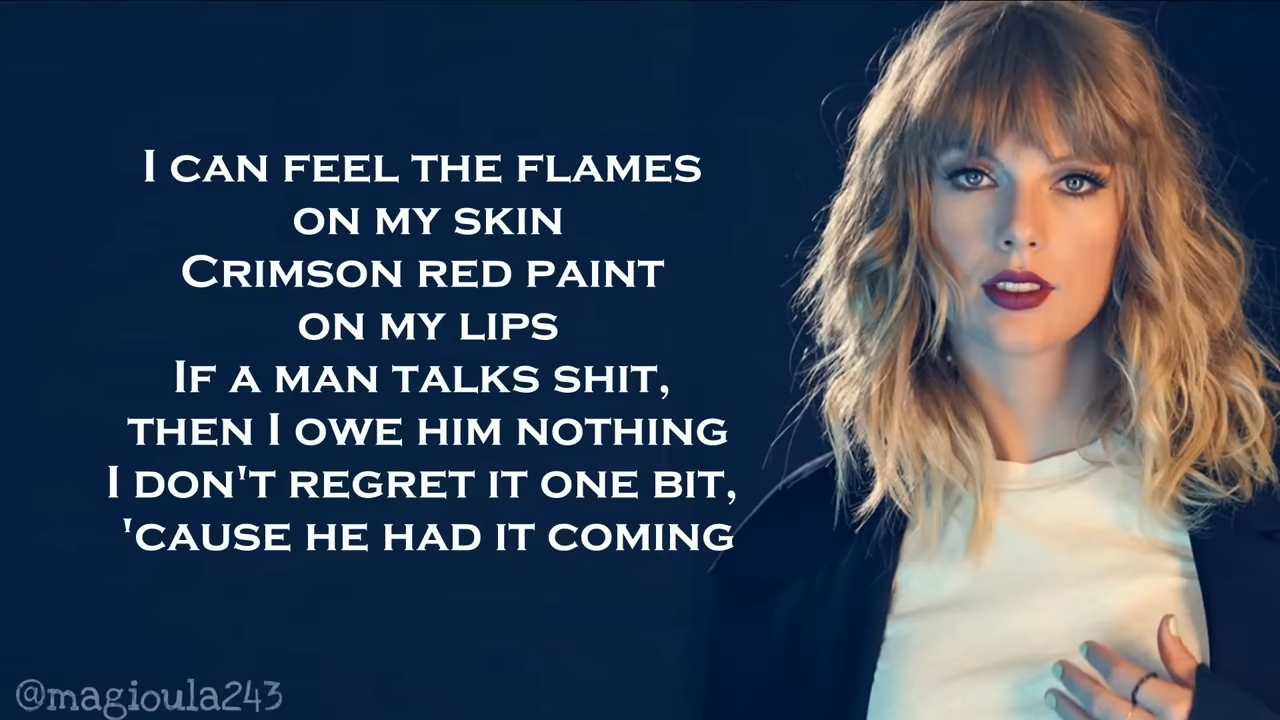 I CAN FEEL THE FLAMES
ON MY SKIN
CRIMSON RED PAINT
ON MY LIPS
IF A MAN TALKS SHIT,
THEN I OWE HIM NOTHING
I DON'T REGRET IT ONE BIT,
'CAUSE HE HAD IT COMING
@magioula243